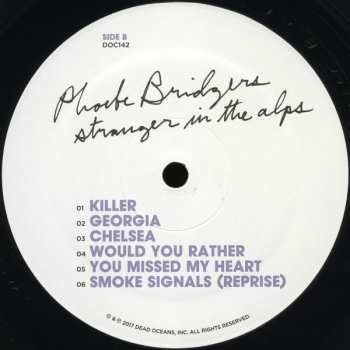 SIDE B
DOC142
Phoebe Bridgers
stranger in the alps
01 KILLER
02 GEORGIA
03 CHELSEA
04 WOULD YOU RATHER
05 YOU MISSED MY HEART
06 SMOKE SIGNALS (REPRISE)
© & ℗ 2017 DEAD OCEANS, INC. ALL RIGHTS RESERVED.